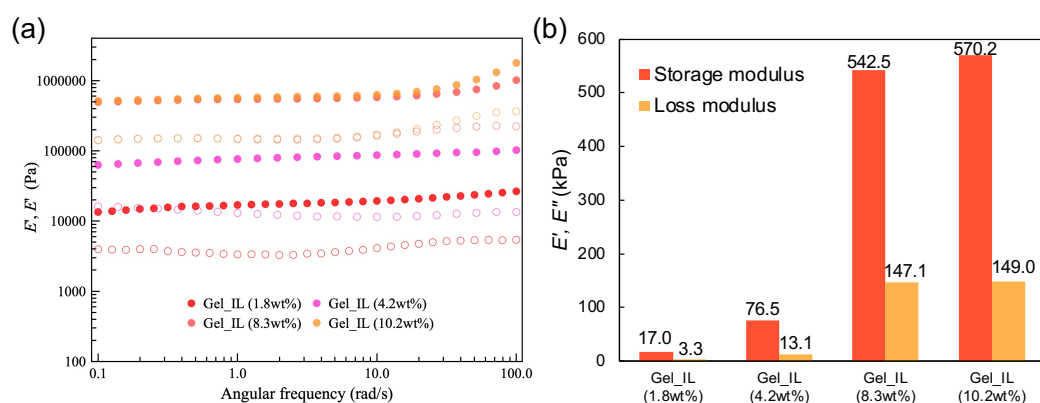 (a)
E', E' (Pa)
1000000
100000
10000
1000
100
Gel_IL (1.8wt%)
Gel_IL (4.2wt%)
Gel_IL (8.3wt%)
Gel_IL (10.2wt%)
0.1
1.0
10.0
100.0
Angular frequency (rad/s)
(b)
E', E" (kPa)
600
500
400
300
200
100
0
Storage modulus
Loss modulus
17.0
3.3
76.5
13.1
542.5
147.1
570.2
149.0
Gel_IL
(1.8wt%)
Gel_IL
(4.2wt%)
Gel_IL
(8.3wt%)
Gel_IL
(10.2wt%)